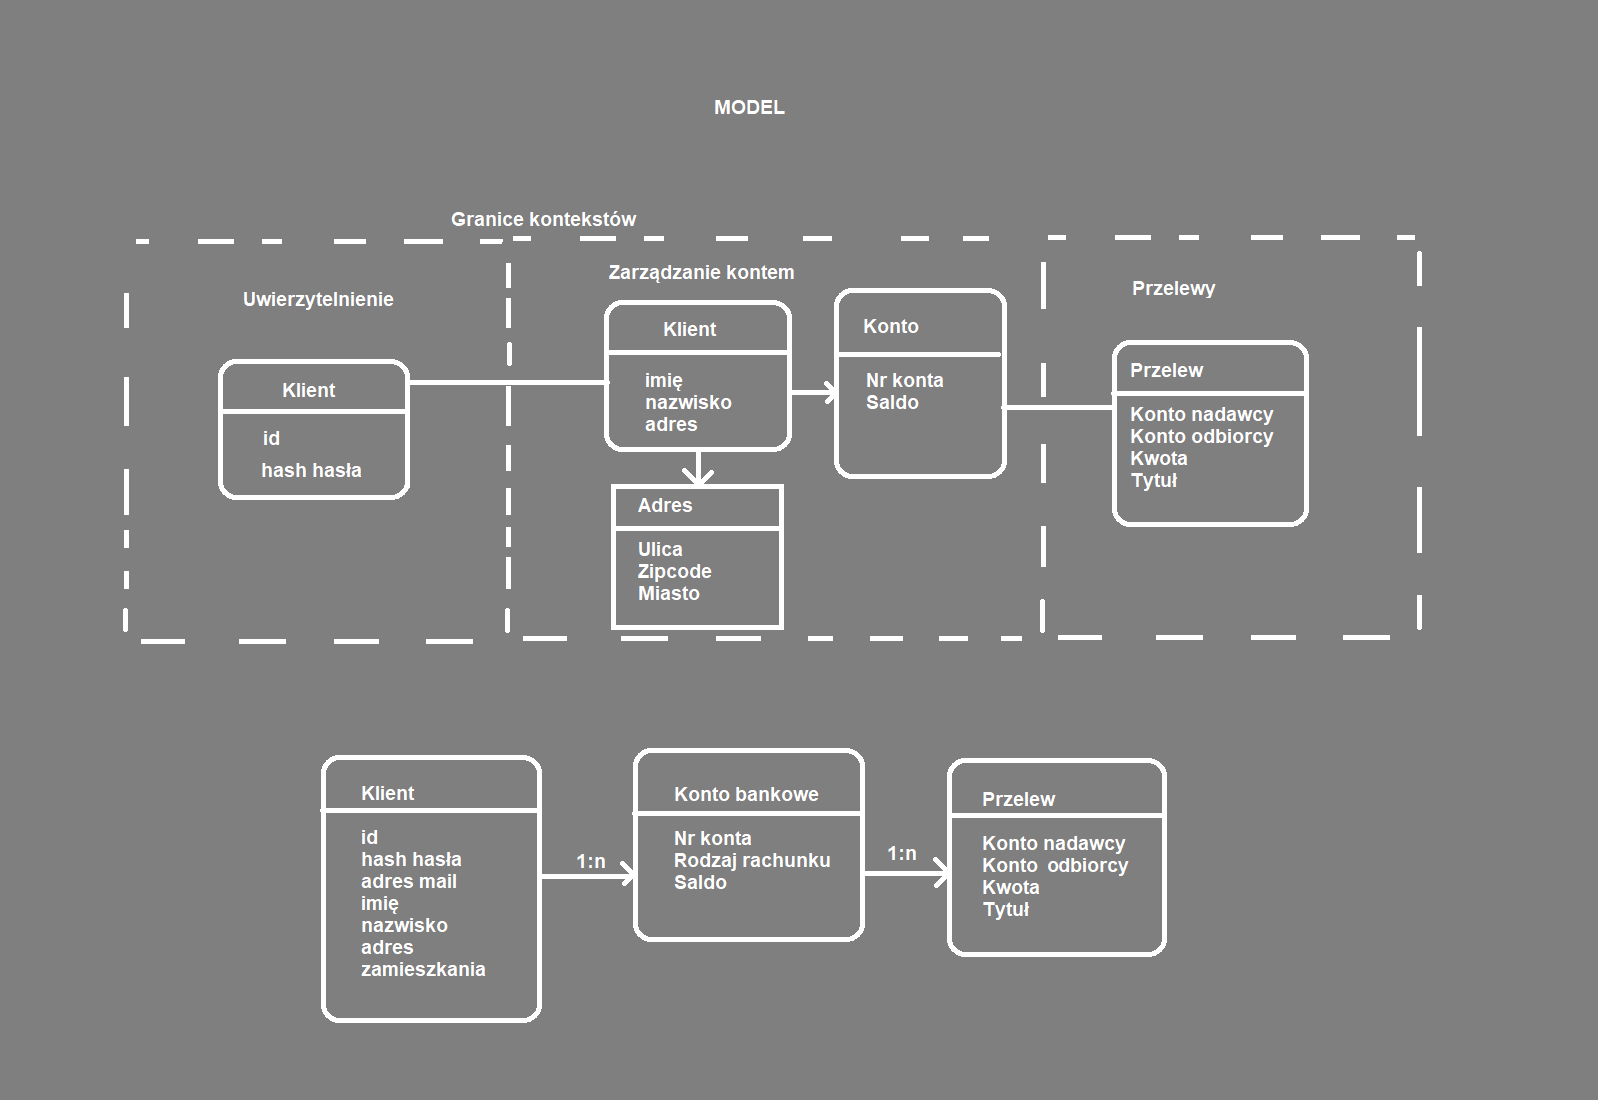 MODEL
Granice kontekstów
Uwierzytelnienie
Klient
id
hash hasła
Zarządzanie kontem
Klient
imię
nazwisko
adres
Adres
Ulica
Zipcode
Miasto
Konto
Nr konta
Saldo
Przelewy
Przelew
Konto nadawcy
Konto odbiorcy
Kwota
Tytuł
Klient
id
hash hasła
adres mail
imię
nazwisko
adres
zamieszkania
1:n
Konto bankowe
Nr konta
Rodzaj rachunku
Saldo
1:n
Przelew
Konto nadawcy
Konto odbiorcy
Kwota
Tytuł